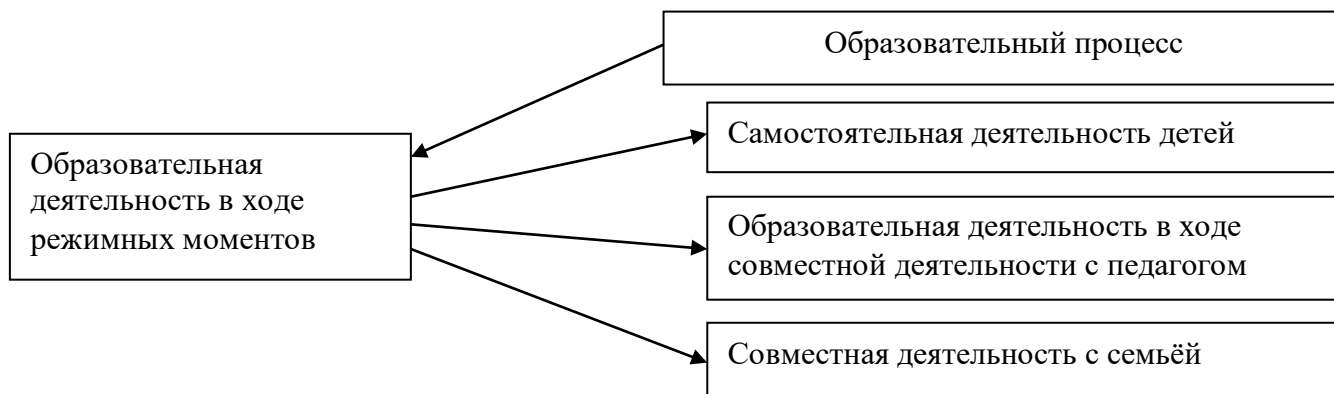 Образовательный процесс
Самостоятельная деятельность детей
Образовательная
деятельность в ходе
режимных моментов
Образовательная деятельность в ходе
совместной деятельности с педагогом
Совместная деятельность с семьёй